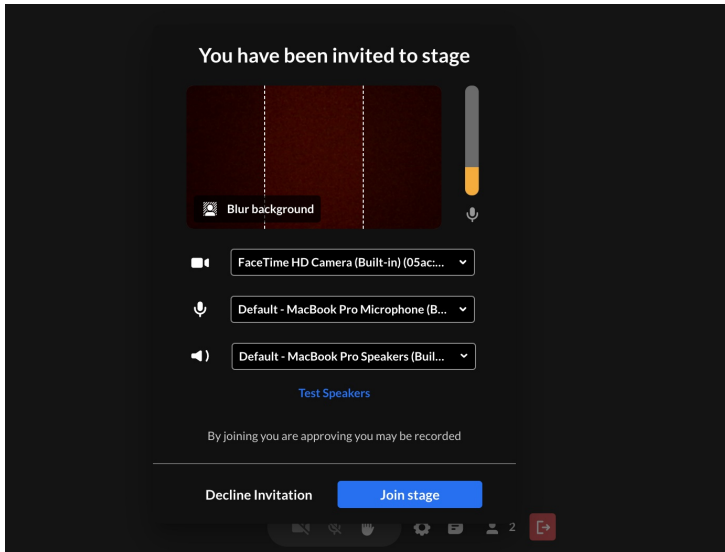 You have been invited to stage
Blur background
FaceTime HD Camera (Built-in) (05ac:...
Default - MacBook Pro Microphone (B...
Default - MacBook Pro Speakers (Buil...
Test Speakers
By joining you are approving you may be recorded
Decline Invitation
Join stage
2